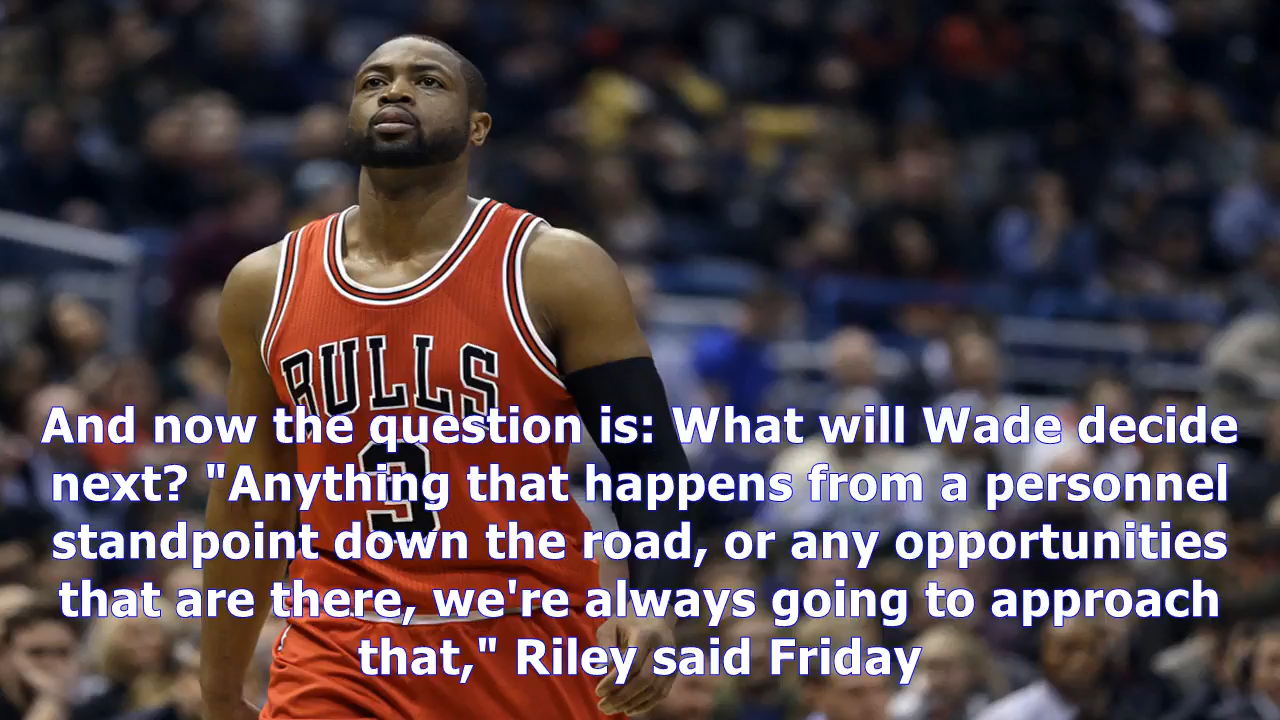 BULLS
3
And now the question is: What will Wade decide
next? "Anything that happens from a personnel
standpoint down the road, or any opportunities
that are there, we're always going to approach
that," Riley said Friday